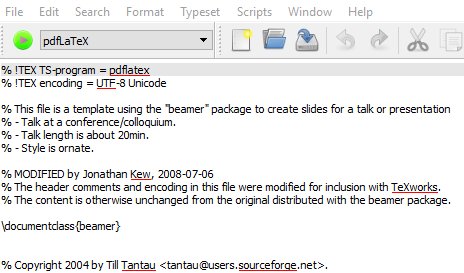 File Edit Search Format Typeset Scripts Window Help
pdfLaTeX
% !TEX TS-program = pdflatex
% !TEX encoding = UTF-8 Unicode
% This file is a template using the "beamer" package to create slides for a talk or presentation
% - Talk at a conference/colloquium.
% - Talk length is about 20min.
% - Style is ornate.
% MODIFIED by Jonathan Kew, 2008-07-06
% The header comments and encoding in this file were modified for inclusion with TeXworks.
% The content is otherwise unchanged from the original distributed with the beamer package.
\documentclass{beamer}
% Copyright 2004 by Till Tantau <tantau@users.sourceforge.net>.